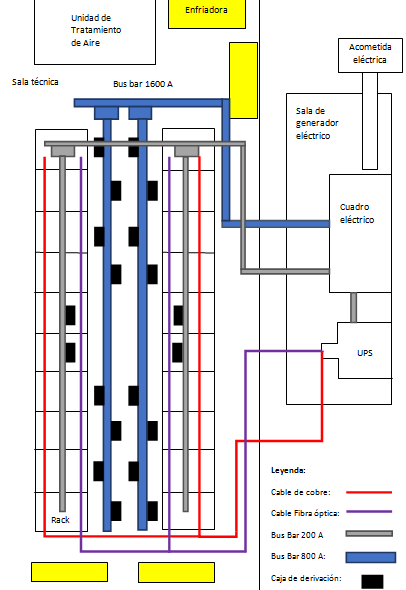 Unidad de
Tratamiento
de Aire
Enfriadora
Acometida
eléctrica
Sala técnica
Bus bar 1600 A
Sala de
generador
eléctrico
Cuadro
eléctrico
UPS
Rack
Leyenda:
Cable de cobre:
Cable Fibra óptica:
Bus Bar 200 A
Bus Bar 800 A:
Caja de derivación: